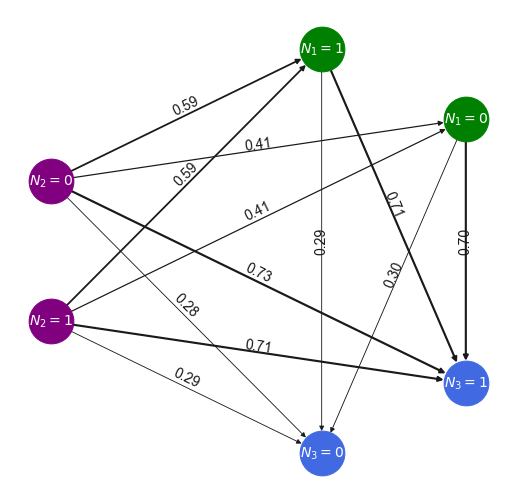 N₁ = 1
0.59
N₁ = 0
0.41
0.59
N₂ = 0
0.41
0.71
0.29
0.70
0.73
0.30
0.28
N₂ = 1
0.71
0.29
N₃ = 1
N₃ = 0